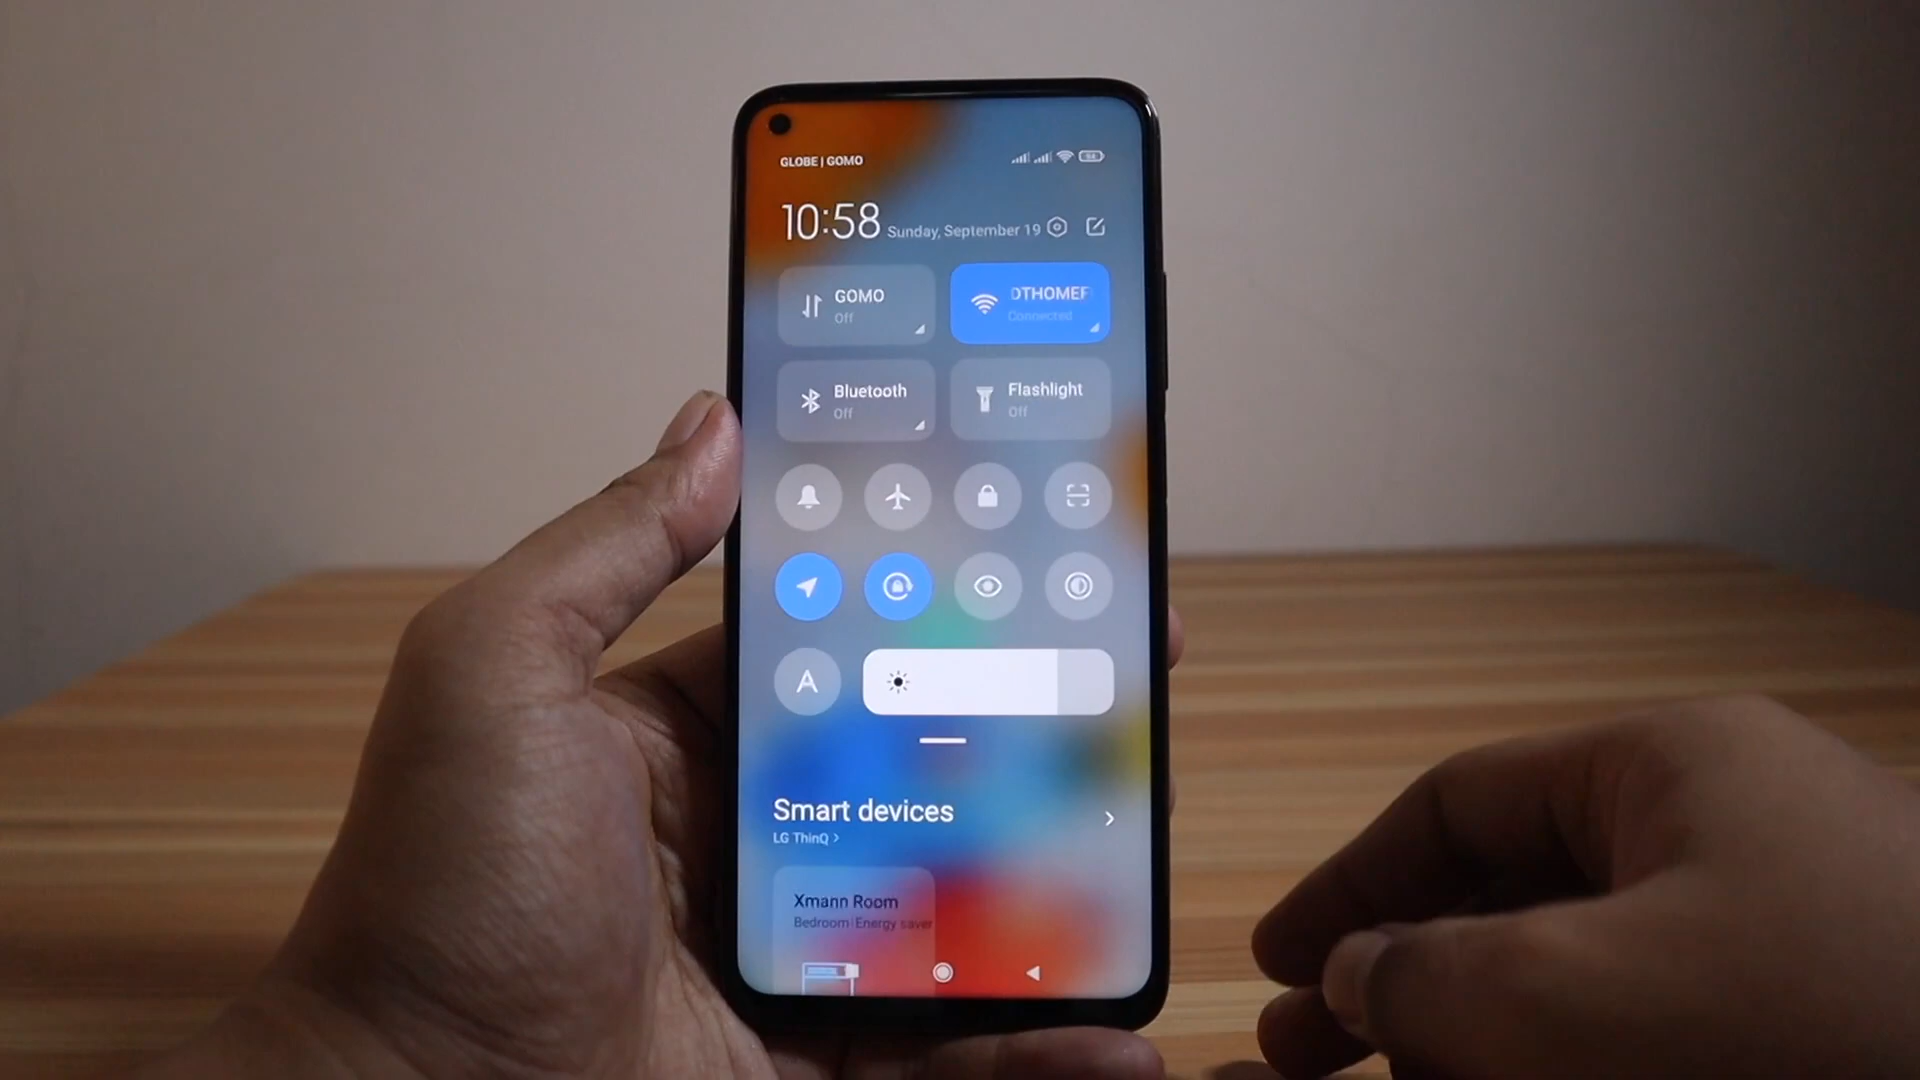 GLOBE | GOMO
10:58 Sunday, September 19
GOMO
Off
DTHOMEF
Connected
Bluetooth
Off
Flashlight
Off
A
Smart devices
LG ThinQ >
Xmann Room
Bedroom|Energy saver